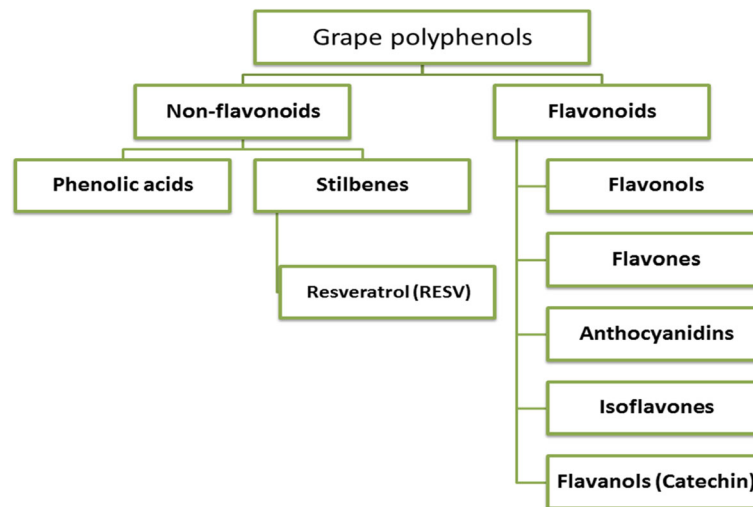 Grape polyphenols
Non-flavonoids
Flavonoids
Phenolic acids
Stilbenes
Flavonols
Flavones
Resveratrol (RESV)
Anthocyanidins
Isoflavones
Flavanols (Catechin)